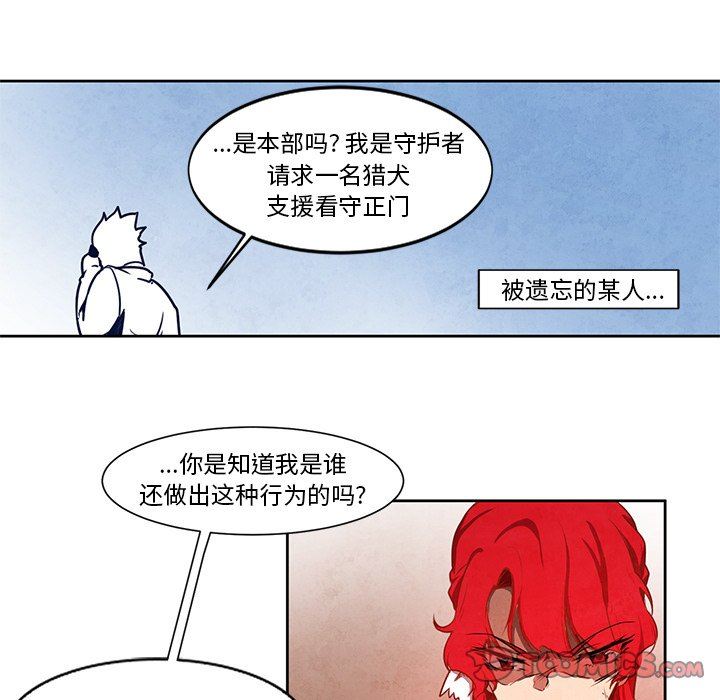 ...是本部吗? 我是守护者
请求一名猎犬
支援看守正门
被遗忘的某人...
...你是知道我是谁
还做出这种行为的吗?